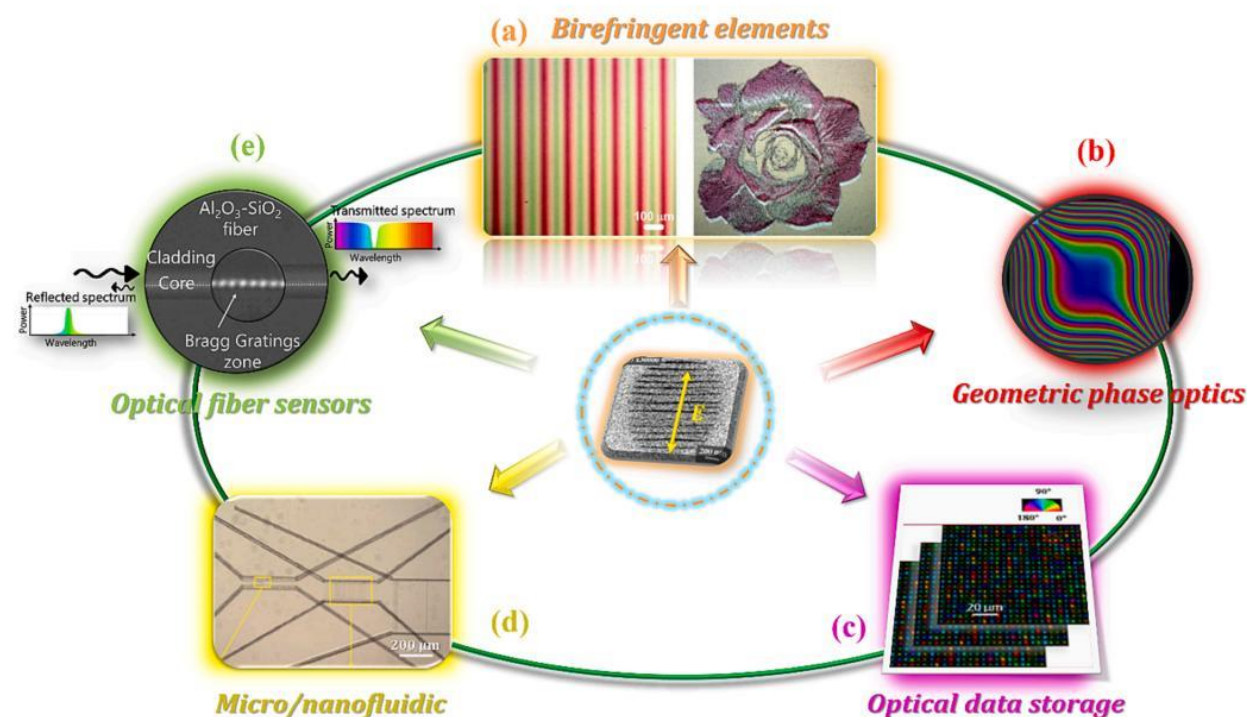 (a) Birefringent elements
100 μm
(e)
Al₂O₃-SiO₂
fiber
Transmitted spectrum
Power
Wavelength
Cladding
Core
Reflected spectrum
Power
Wavelength
Bragg Gratings
zone
Optical fiber sensors
(b)
Geometric phase optics
E
200 μm
(d)
Micro/nanofluidic
90°
180° 0°
20 μm
(c)
Optical data storage